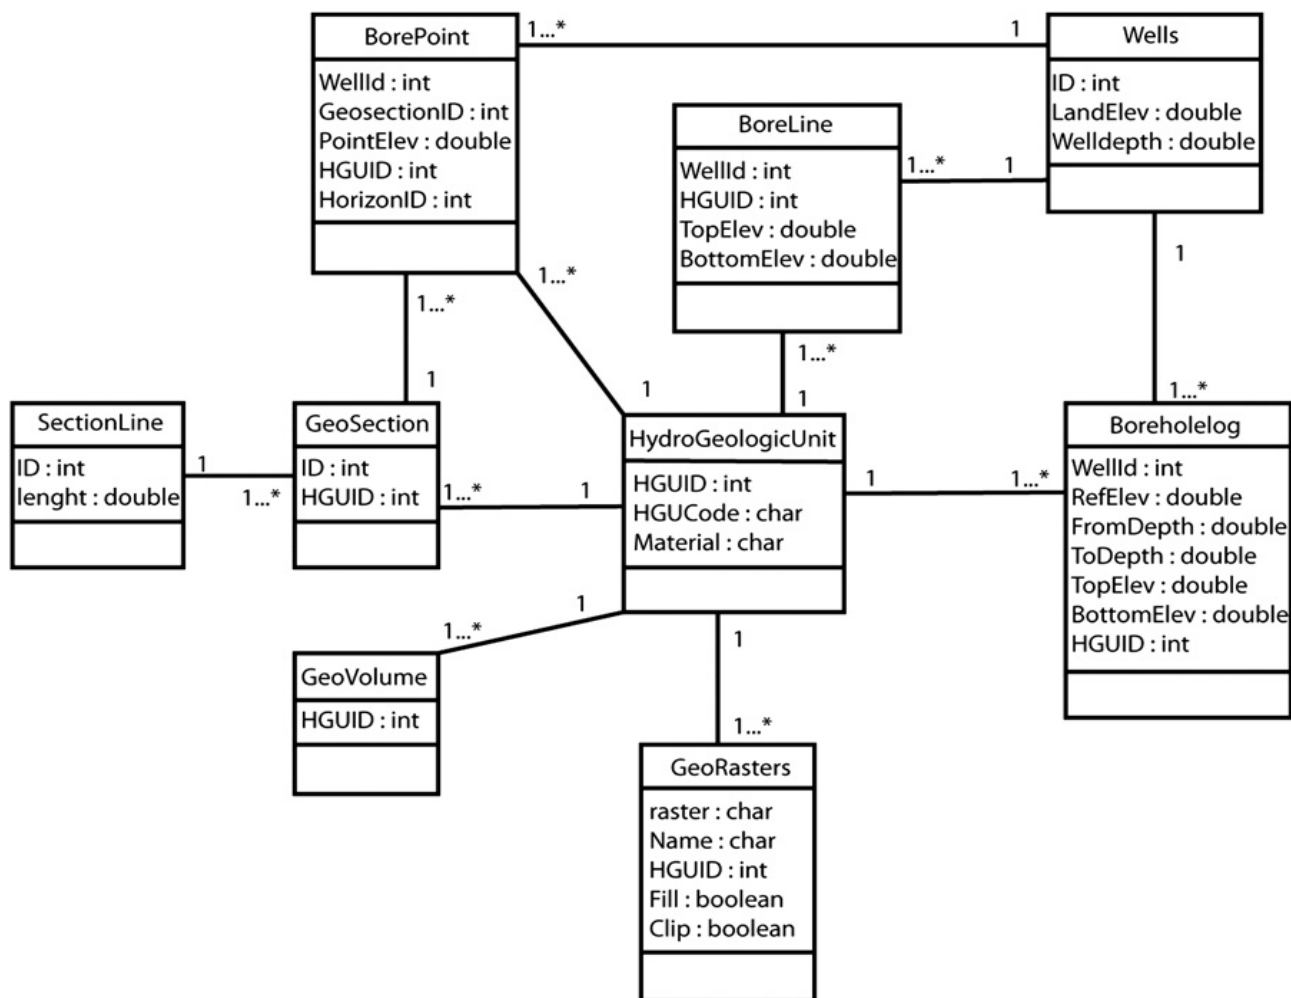 BorePoint
WellId : int
GeosectionID : int
PointElev : double
HGUID : int
HorizonID : int
1...*
1
Wells
ID : int
LandElev : double
Welldepth : double
BoreLine
WellId : int
HGUID : int
TopElev : double
BottomElev : double
1...*
1
1...*
1
1...*
1
1...*
1
1...*
1
SectionLine
ID : int
lenght : double
1
1...*
GeoSection
ID : int
HGUID : int
1...*
1
HydroGeologicUnit
HGUID : int
HGUCode : char
Material : char
1
1...*
Boreholelog
WellId : int
RefElev : double
FromDepth : double
ToDepth : double
TopElev : double
BottomElev : double
HGUID : int
1
1...*
GeoVolume
HGUID : int
1
1...*
GeoRasters
raster : char
Name : char
HGUID : int
Fill : boolean
Clip : boolean